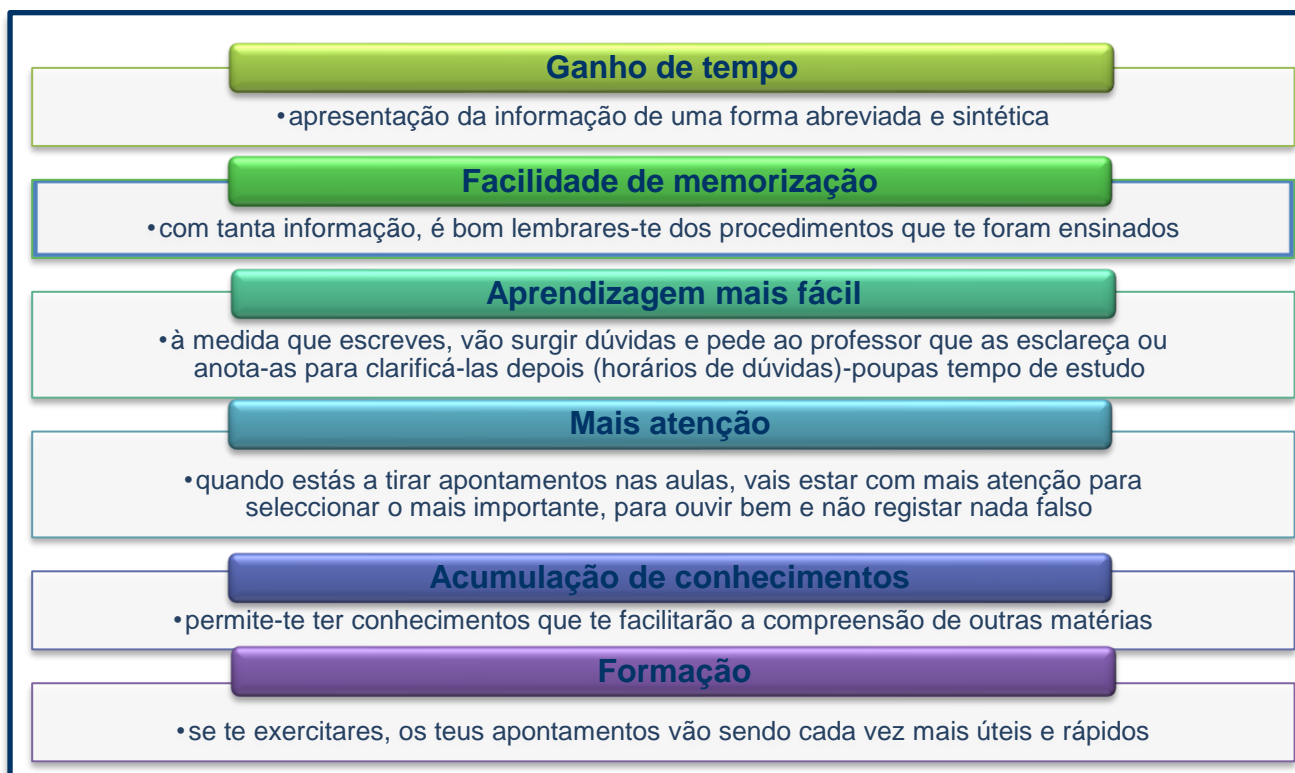 Ganho de tempo
•apresentação da informação de uma forma abreviada e sintética
Facilidade de memorização
•com tanta informação, é bom lembrares-te dos procedimentos que te foram ensinados
Aprendizagem mais fácil
•à medida que escreves, vão surgir dúvidas e pede ao professor que as esclareça ou
anota-as para clarificá-las depois (horários de dúvidas)-poupas tempo de estudo
Mais atenção
•quando estás a tirar apontamentos nas aulas, vais estar com mais atenção para
seleccionar o mais importante, para ouvir bem e não registar nada falso
Acumulação de conhecimentos
•permite-te ter conhecimentos que te facilitarão a compreensão de outras matérias
Formação
•se te exercitares, os teus apontamentos vão sendo cada vez mais úteis e rápidos